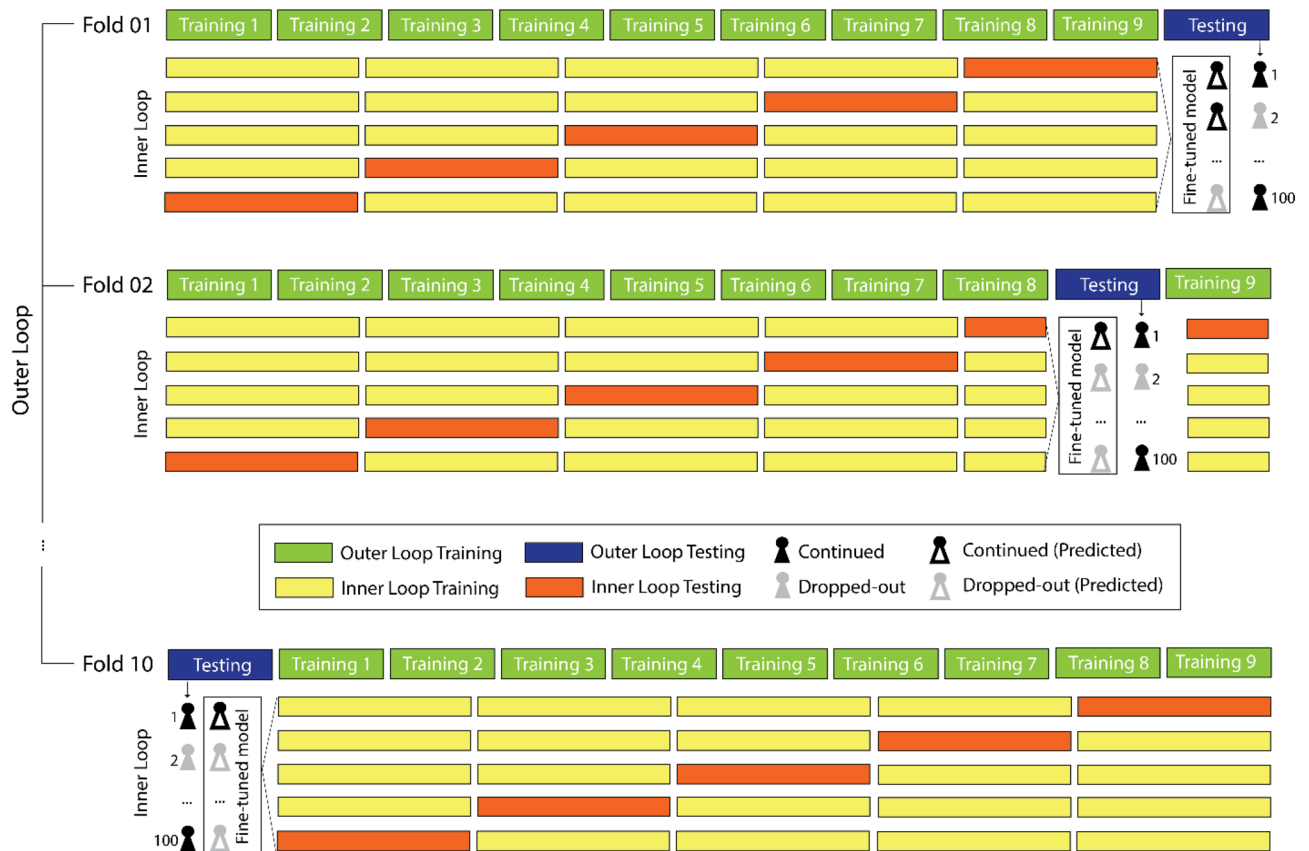 Outer Loop
Fold 01
Training 1 Training 2 Training 3 Training 4 Training 5 Training 6 Training 7 Training 8 Training 9 Testing
Inner Loop
Fine-tuned model
...
1
2
...
100
Fold 02
Training 1 Training 2 Training 3 Training 4 Training 5 Training 6 Training 7 Training 8 Testing Training 9
Inner Loop
Fine-tuned model
...
1
2
...
100
...
Outer Loop Training Outer Loop Testing Continued Continued (Predicted)
Inner Loop Training Inner Loop Testing Dropped-out Dropped-out (Predicted)
Fold 10
Testing Training 1 Training 2 Training 3 Training 4 Training 5 Training 6 Training 7 Training 8 Training 9
Inner Loop
1
2
...
100
...
Fine-tuned model